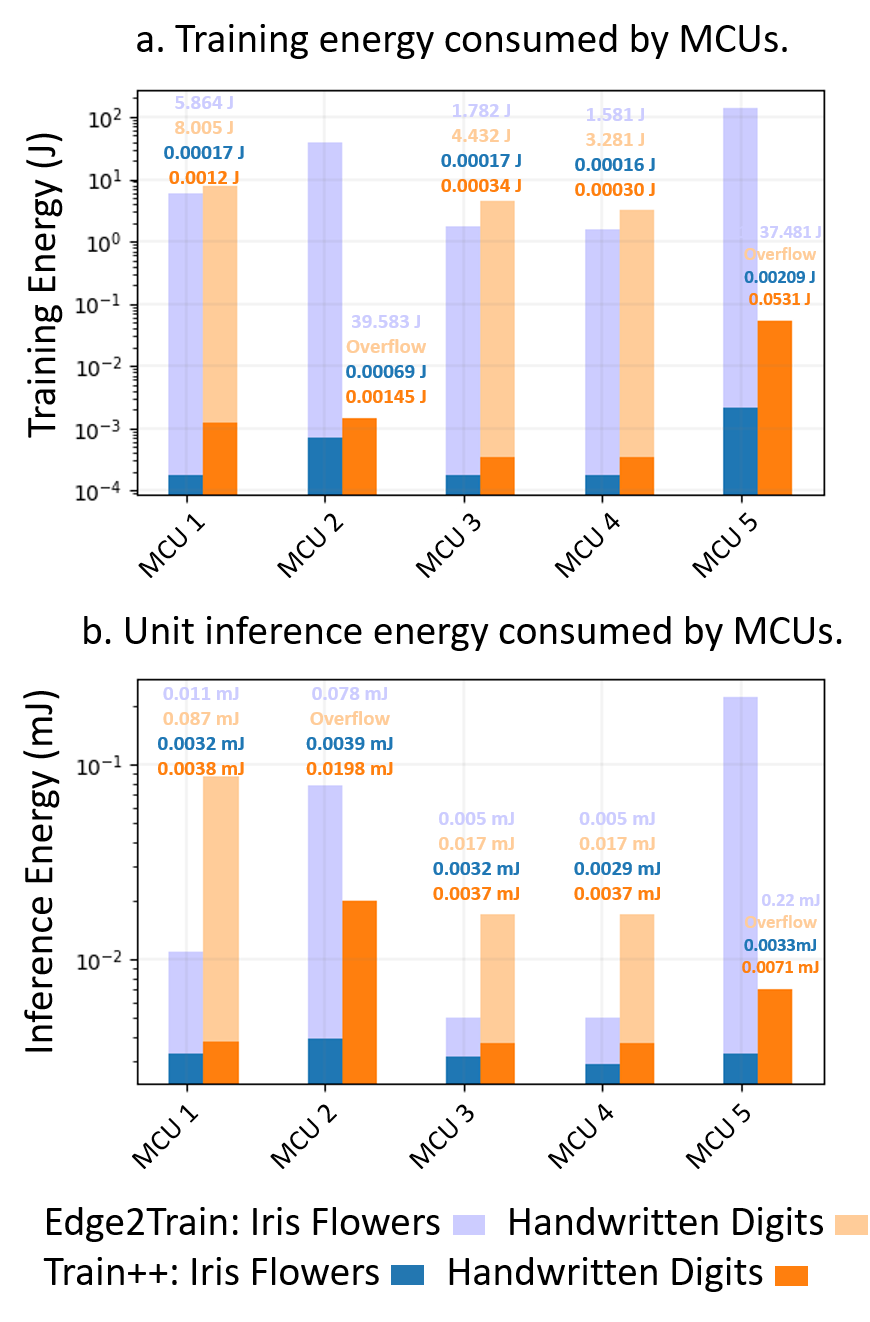 a. Training energy consumed by MCUs.
Training Energy (J)
10²
10¹
10⁰
10⁻¹
10⁻²
10⁻³
10⁻⁴
5.864 J
8.005 J
0.00017 J
0.0012 J
39.583 J
Overflow
0.00069 J
0.00145 J
1.782 J
4.432 J
0.00017 J
0.00034 J
1.581 J
3.281 J
0.00016 J
0.00030 J
37.481 J
Overflow
0.00209 J
0.0531 J
MCU 1
MCU 2
MCU 3
MCU 4
MCU 5
b. Unit inference energy consumed by MCUs.
Inference Energy (mJ)
10⁻¹
10⁻²
0.011 mJ
0.087 mJ
0.0032 mJ
0.0038 mJ
0.078 mJ
Overflow
0.0039 mJ
0.0198 mJ
0.005 mJ
0.017 mJ
0.0032 mJ
0.0037 mJ
0.005 mJ
0.017 mJ
0.0029 mJ
0.0037 mJ
0.22 mJ
Overflow
0.0033mJ
0.0071 mJ
MCU 1
MCU 2
MCU 3
MCU 4
MCU 5
Edge2Train: Iris Flowers Handwritten Digits
Train++: Iris Flowers Handwritten Digits